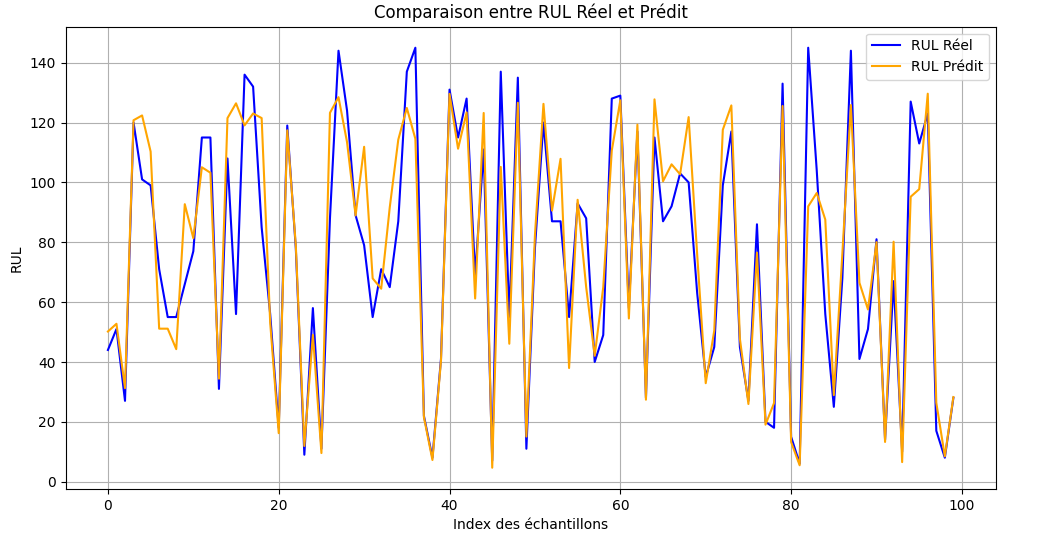 Comparaison entre RUL Réel et Prédit
RUL Réel
RUL Prédit
RUL
140
120
100
80
60
40
20
0
0
20
40
60
80
100
Index des échantillons